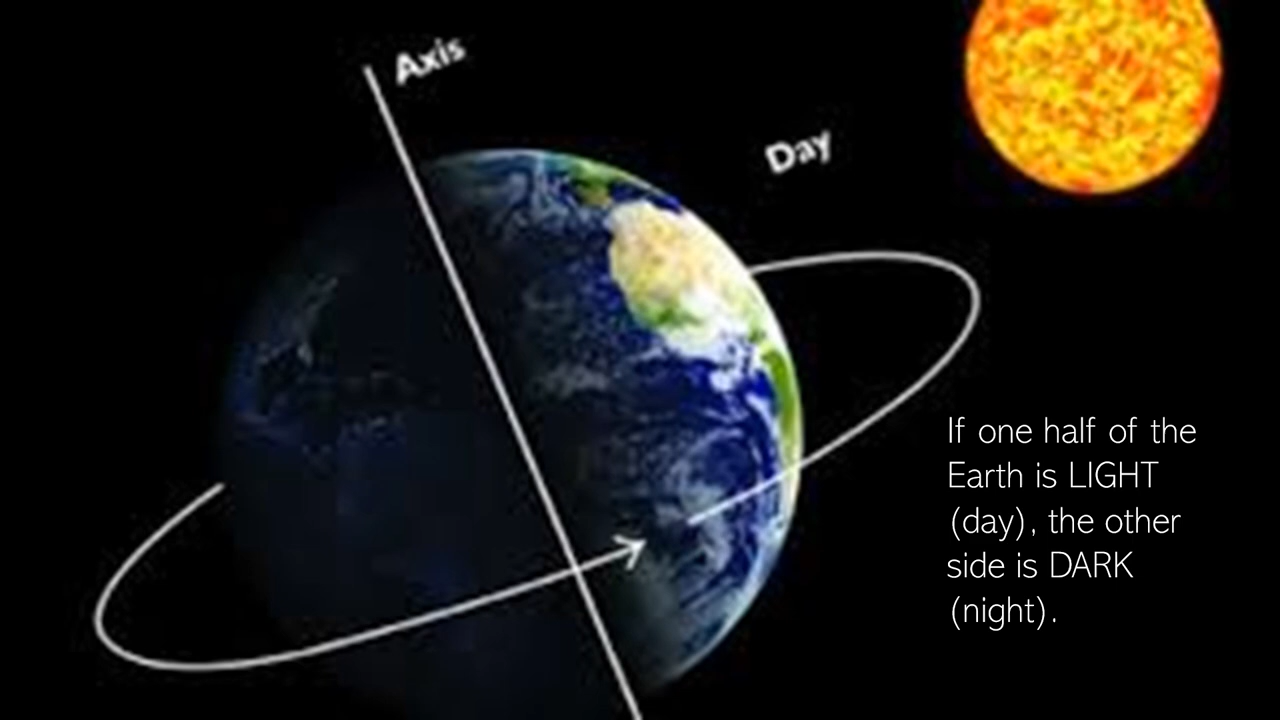 Axis
Day
If one half of the
Earth is LIGHT
(day), the other
side is DARK
(night).